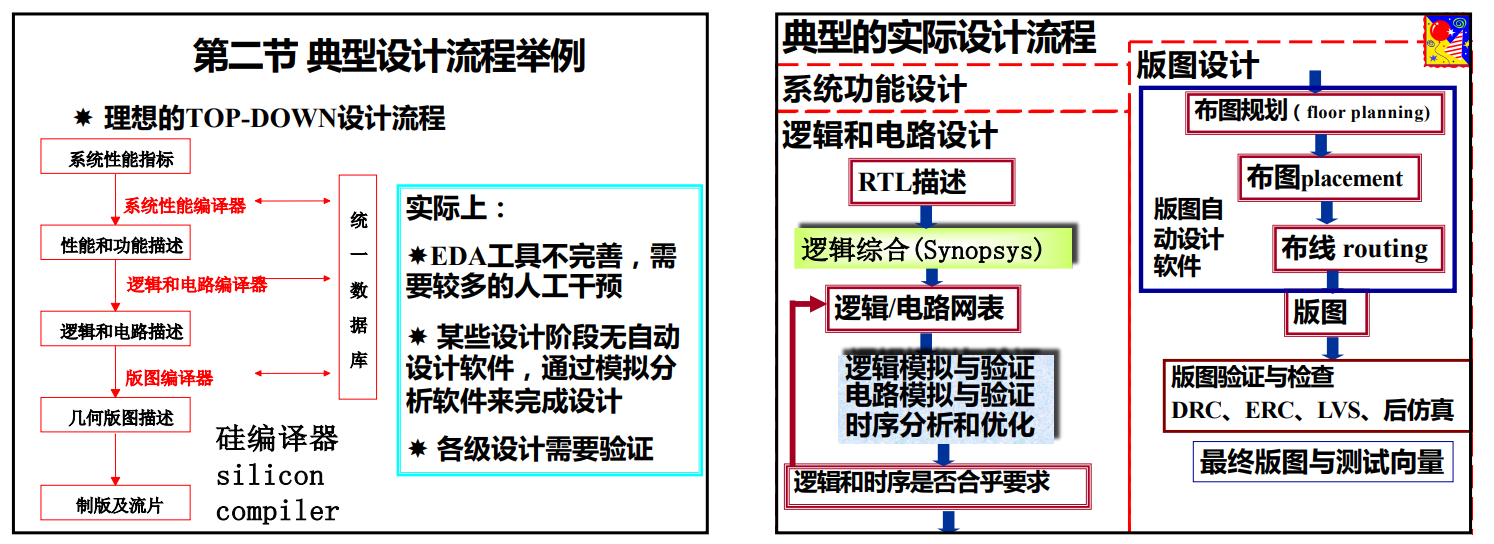 第二节 典型设计流程举例
✷ 理想的TOP-DOWN设计流程
系统性能指标
系统性能编译器
性能和功能描述
逻辑和电路编译器
逻辑和电路描述
版图编译器
几何版图描述
制版及流片
统
一
数
据
库
硅编译器
silicon
compiler
实际上：
✷EDA工具不完善，需
要较多的人工干预
✷ 某些设计阶段无自动
设计软件，通过模拟分
析软件来完成设计
✷ 各级设计需要验证
典型的实际设计流程
系统功能设计
逻辑和电路设计
RTL描述
逻辑综合(Synopsys)
逻辑/电路网表
逻辑模拟与验证
电路模拟与验证
时序分析和优化
逻辑和时序是否合乎要求
版图设计
布图规划（floor planning)
布图placement
布线 routing
版图自
动设计
软件
版图
版图验证与检查
DRC、ERC、LVS、后仿真
最终版图与测试向量